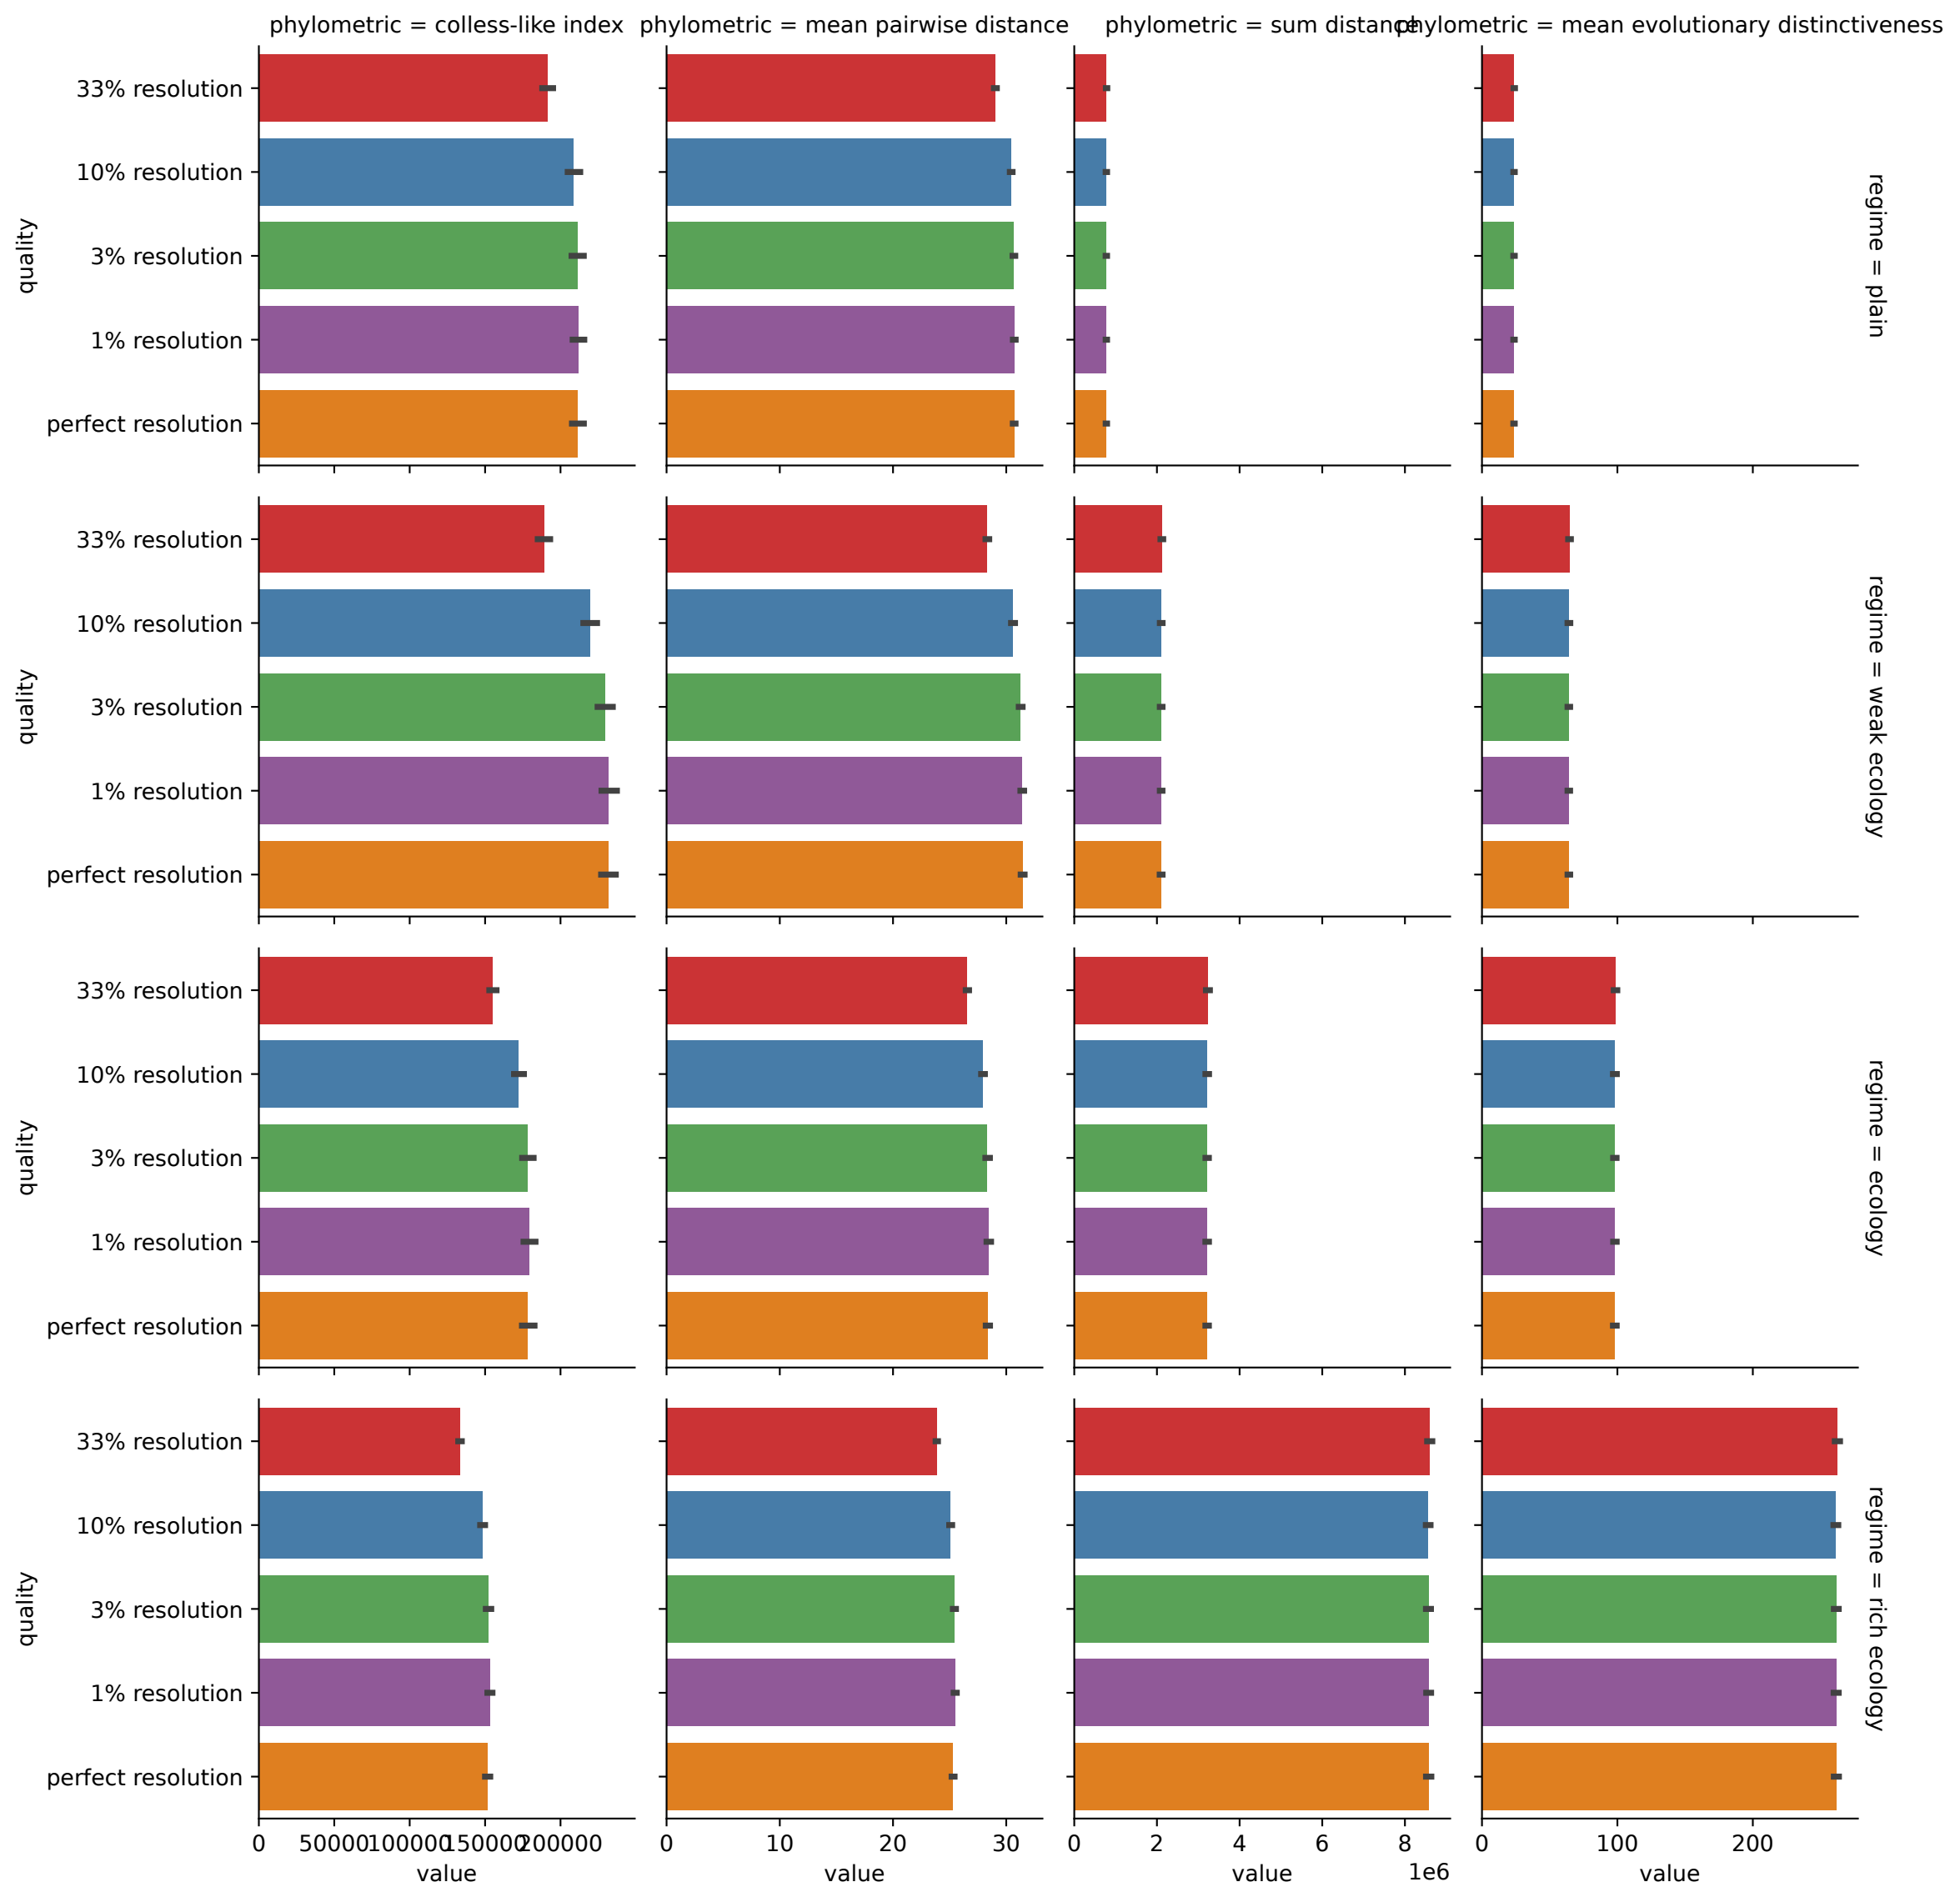 phylometric = colless-like index
phylometric = mean pairwise distance
phylometric = sum distance
phylometric = mean evolutionary distinctiveness
quality
33% resolution
10% resolution
3% resolution
1% resolution
perfect resolution
regime = plain
quality
33% resolution
10% resolution
3% resolution
1% resolution
perfect resolution
regime = weak ecology
quality
33% resolution
10% resolution
3% resolution
1% resolution
perfect resolution
regime = ecology
quality
33% resolution
10% resolution
3% resolution
1% resolution
perfect resolution
regime = rich ecology
0 50000 100000 150000 200000
value
0 10 20 30
value
0 2 4 6 8
1e6
value
0 100 200
value